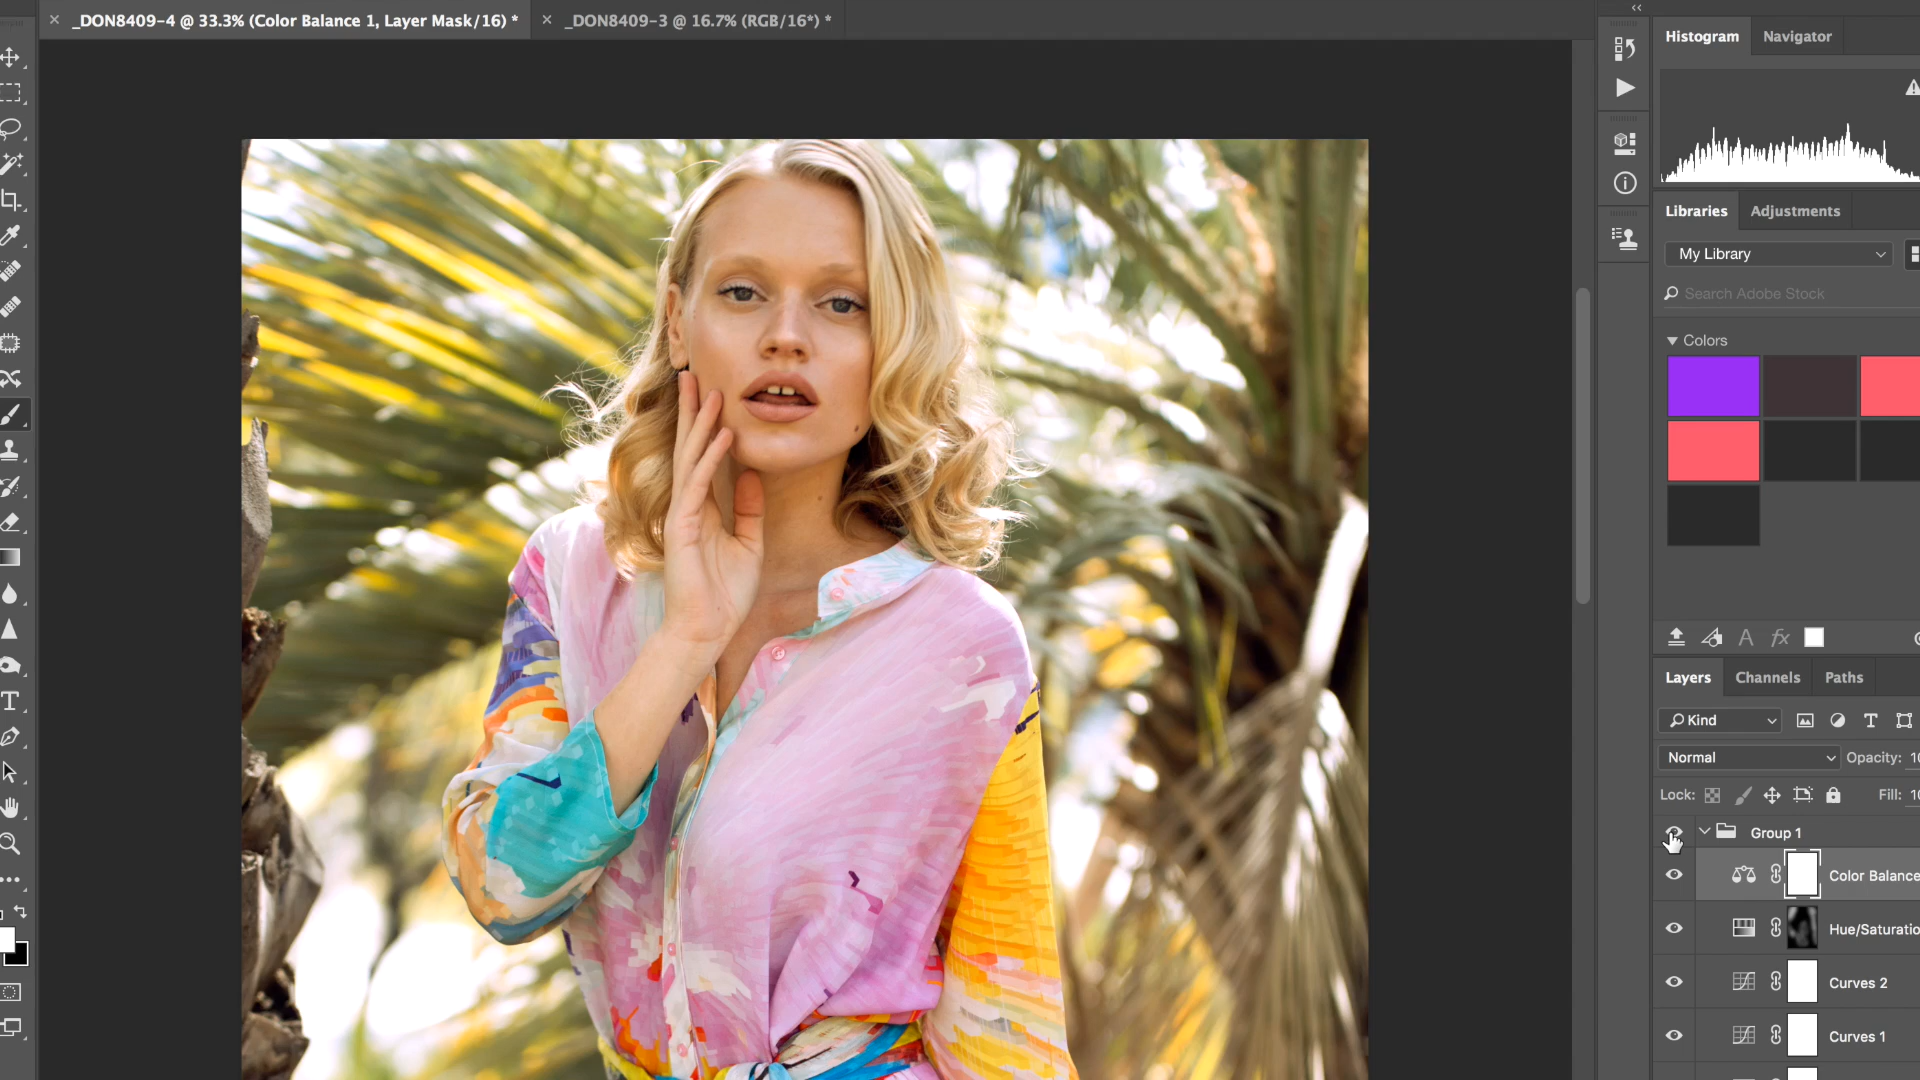 _DON8409-4 @ 33.3% (Color Balance 1, Layer Mask/16) *
_DON8409-3 @ 16.7% (RGB/16*) *
Histogram
Navigator
Libraries
Adjustments
My Library
Search Adobe Stock
Colors
Layers
Channels
Paths
Kind
Normal
Opacity: 10
Lock:
Fill: 10
Group 1
Color Balance
Hue/Saturatio
Curves 2
Curves 1